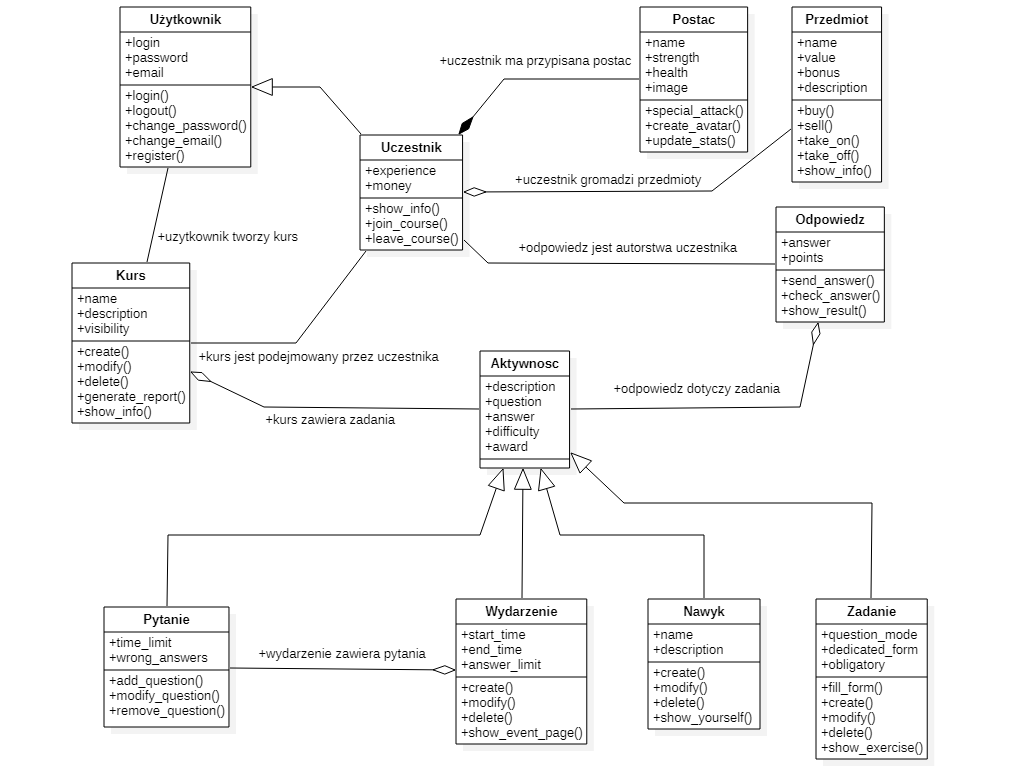 Użytkownik
+login
+password
+email
+login()
+logout()
+change_password()
+change_email()
+register()
Postac
+name
+strength
+health
+image
+special_attack()
+create_avatar()
+update_stats()
Przedmiot
+name
+value
+bonus
+description
+buy()
+sell()
+take_on()
+take_off()
+show_info()
+uczestnik ma przypisana postac
Uczestnik
+experience
+money
+show_info()
+join_course()
+leave_course()
+uczestnik gromadzi przedmioty
+uzytkownik tworzy kurs
+odpowiedz jest autorstwa uczestnika
Odpowiedz
+answer
+points
+send_answer()
+check_answer()
+show_result()
Kurs
+name
+description
+visibility
+create()
+modify()
+delete()
+generate_report()
+show_info()
+kurs jest podejmowany przez uczestnika
+kurs zawiera zadania
Aktywnosc
+description
+question
+answer
+difficulty
+award
+odpowiedz dotyczy zadania
Pytanie
+time_limit
+wrong_answers
+add_question()
+modify_question()
+remove_question()
+wydarzenie zawiera pytania
Wydarzenie
+start_time
+end_time
+answer_limit
+create()
+modify()
+delete()
+show_event_page()
Nawyk
+name
+description
+create()
+modify()
+delete()
+show_yourself()
Zadanie
+question_mode
+dedicated_form
+obligatory
+fill_form()
+create()
+modify()
+delete()
+show_exercise()